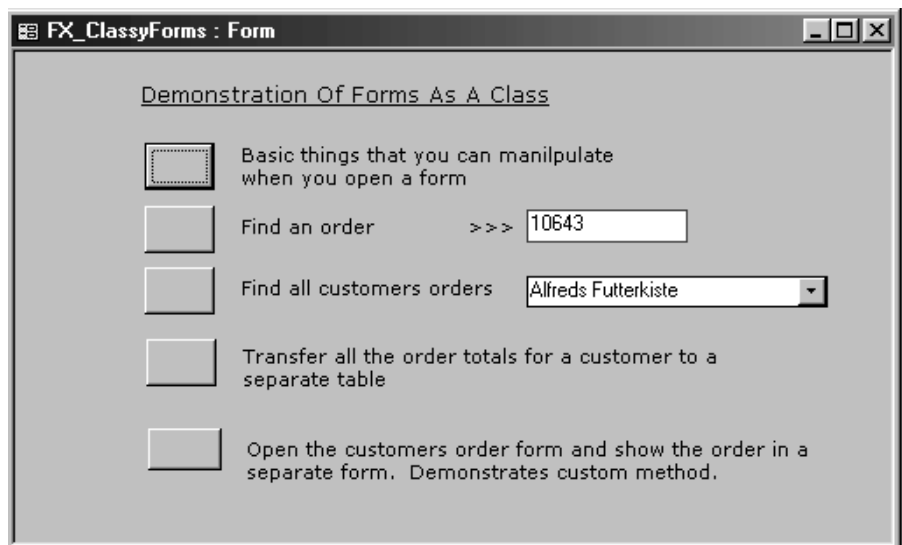 FX_ClassyForms : Form
Demonstration Of Forms As A Class
Basic things that you can manilpulate
when you open a form
Find an order >>> 10643
Find all customers orders Alfreds Futterkiste
Transfer all the order totals for a customer to a
separate table
Open the customers order form and show the order in a
separate form. Demonstrates custom method.